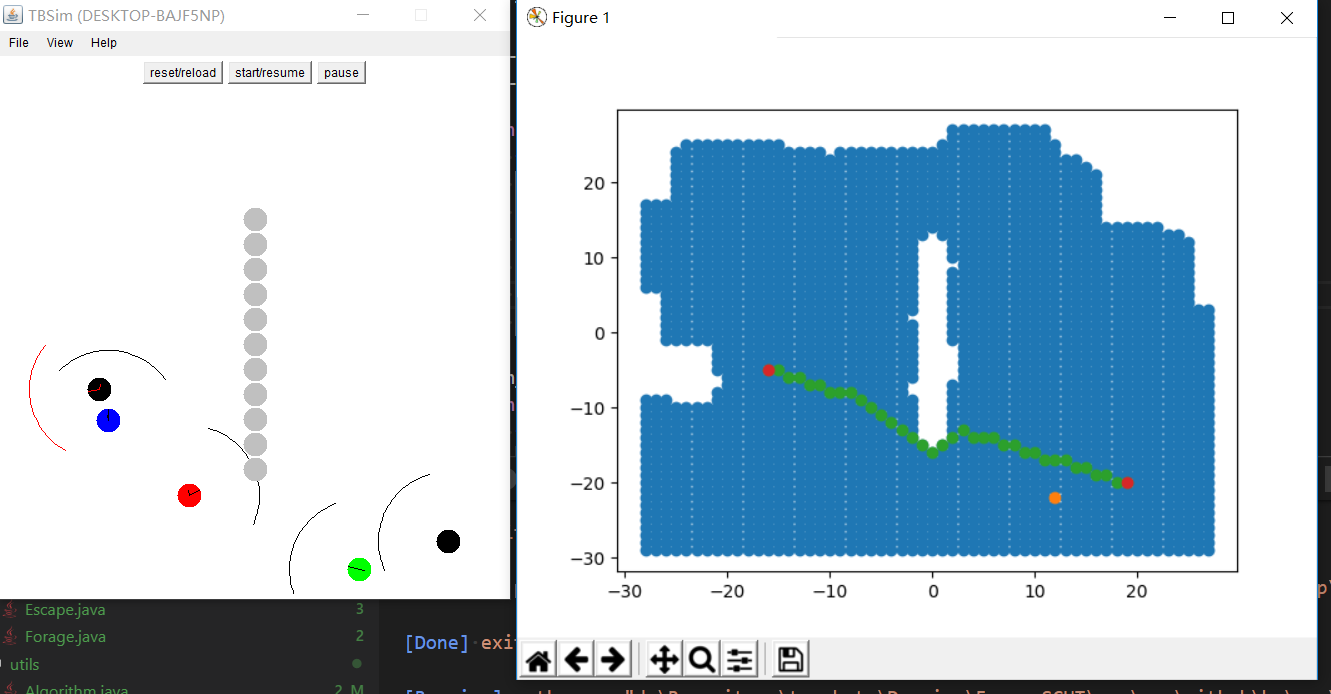 TBSim (DESKTOP-BAJF5NP)
File View Help
reset/reload start/resume pause
Escape.java 3
Forage.java 2
utils
Algorithm.java 2, M
[Done] exi
Figure 1
20
10
0
−10
−20
−30
−30 −20 −10 0 10 20